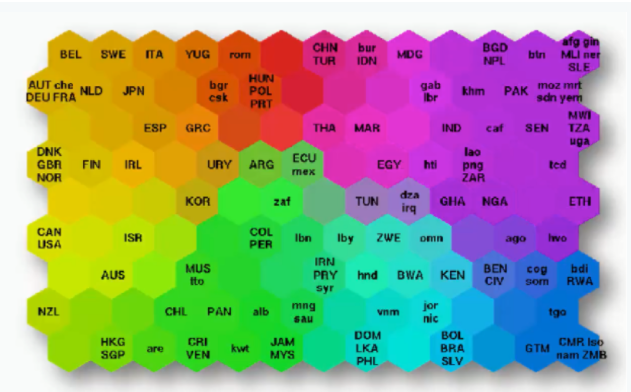 BEL SWE ITA YUG rom CHN TUR bur IDN MDG BGD NPL btn afg gin MLI ner SLE
AUT che DEU FRA NLD JPN bgr csk HUN POL PRT gab lbr khm PAK moz mrt sdn yem
ESP GRC THA MAR IND caf SEN MWI TZA uga
DNK GBR NOR FIN IRL URY ARG ECU mex EGY hti lao png ZAR tcd
KOR zaf TUN dza irq GHA NGA ETH
CAN USA ISR COL PER lbn lby ZWE omn ago hvo
AUS MUS tto IRN PRY syr hnd BWA KEN BEN CIV cog som bdi RWA
NZL CHL PAN alb mng sau vnm jor nic tgo
HKG SGP are CRI VEN kwt JAM MYS DOM LKA PHL BOL BRA SLV GTM CMR lso nam ZMB